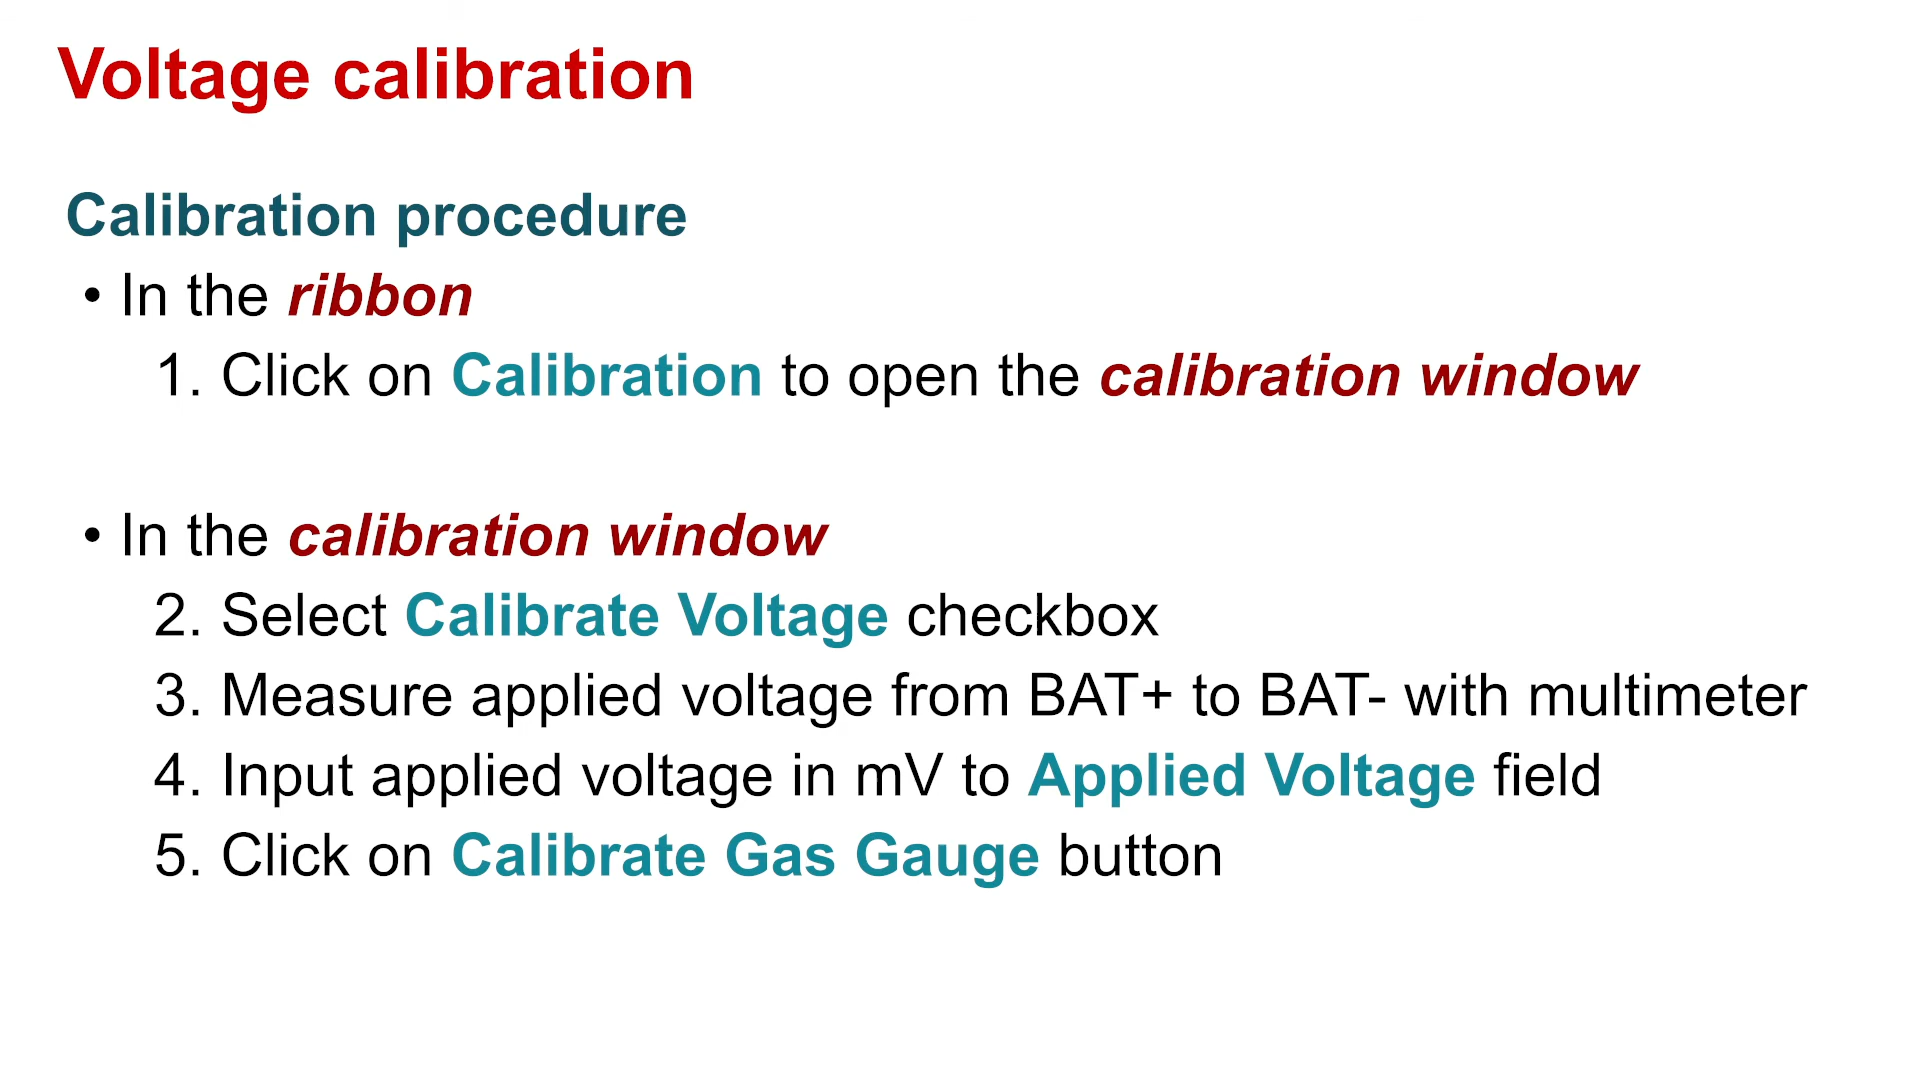 Voltage calibration
Calibration procedure
• In the ribbon
1. Click on Calibration to open the calibration window
• In the calibration window
2. Select Calibrate Voltage checkbox
3. Measure applied voltage from BAT+ to BAT- with multimeter
4. Input applied voltage in mV to Applied Voltage field
5. Click on Calibrate Gas Gauge button